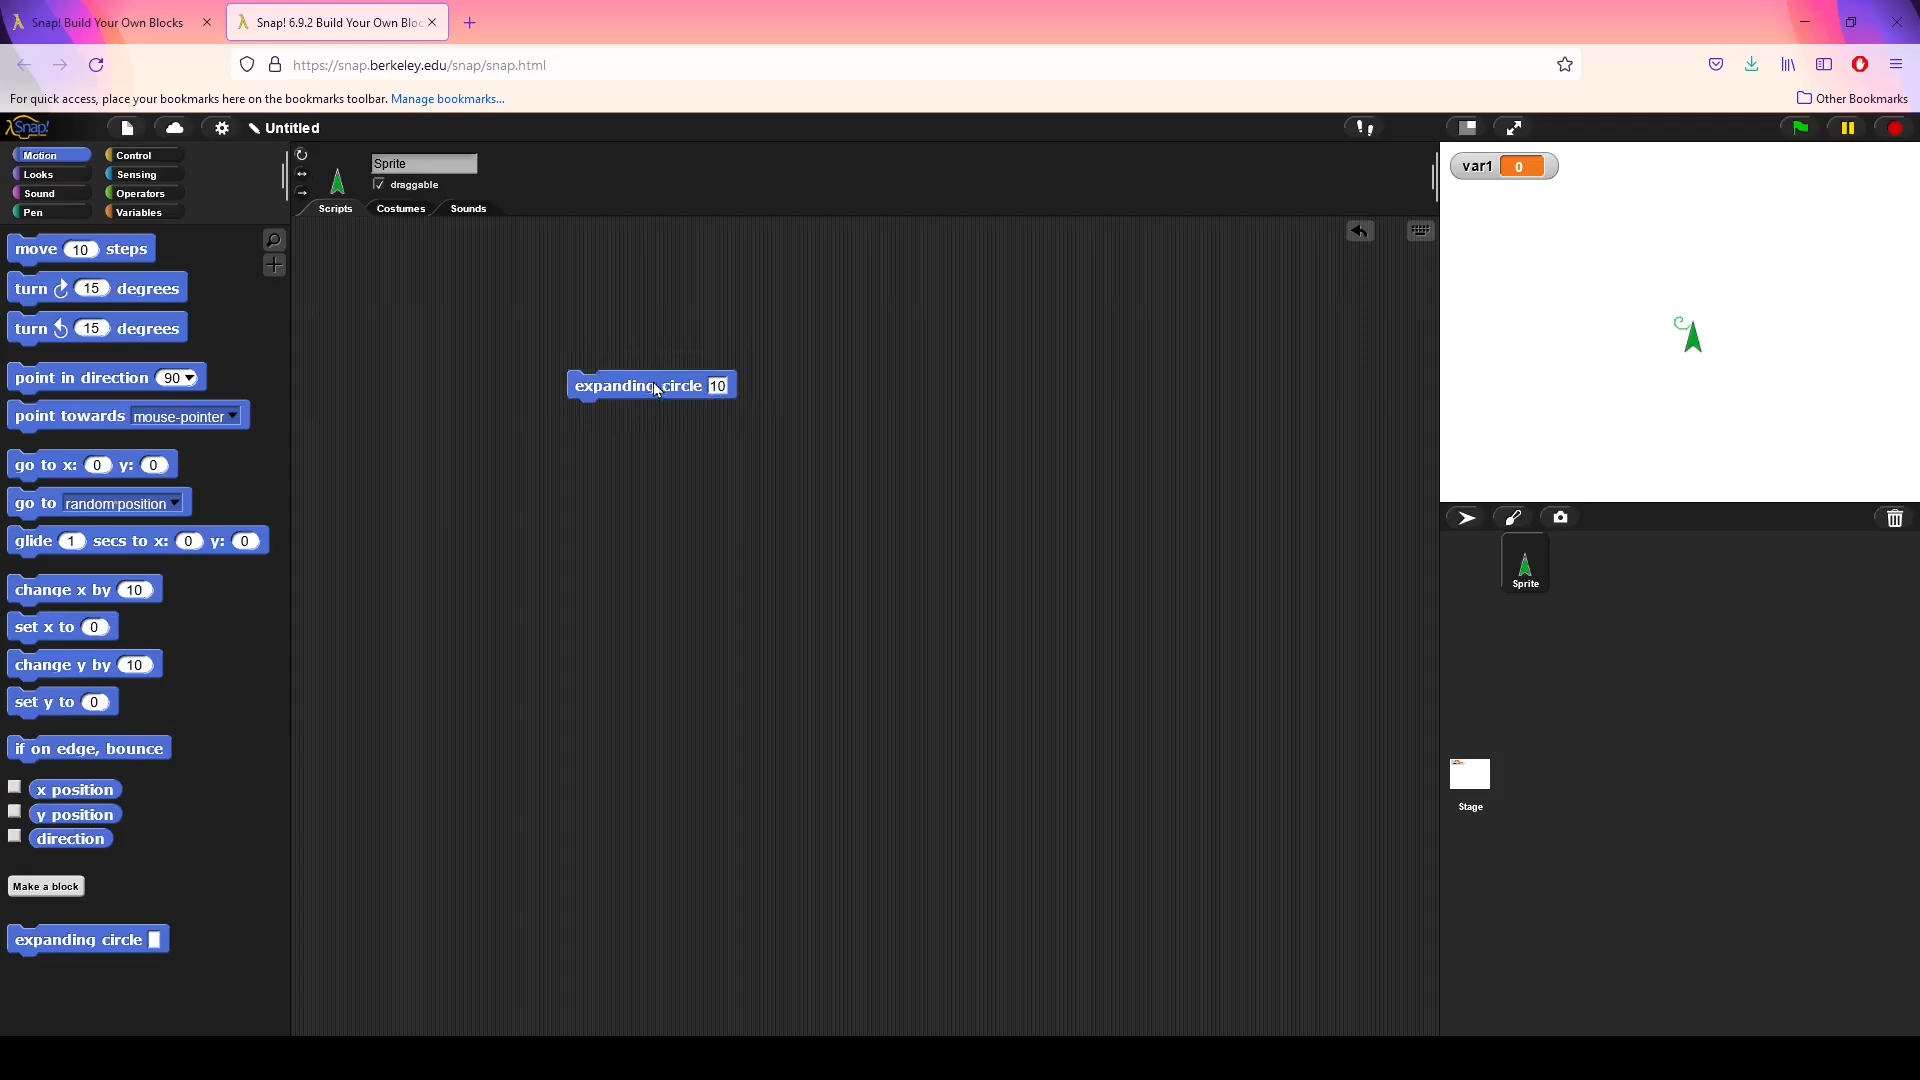 Snap! Build Your Own Blocks
Snap! 6.9.2 Build Your Own Bloc
https://snap.berkeley.edu/snap/snap.html
For quick access, place your bookmarks here on the bookmarks toolbar. Manage bookmarks...
Other Bookmarks
Snap!
Untitled
Motion
Control
Looks
Sensing
Sound
Operators
Pen
Variables
Sprite
draggable
Scripts
Costumes
Sounds
move 10 steps
turn 15 degrees
turn 15 degrees
point in direction 90
point towards mouse-pointer
go to x: 0 y: 0
go to random position
glide 1 secs to x: 0 y: 0
change x by 10
set x to 0
change y by 10
set y to 0
if on edge, bounce
x position
y position
direction
Make a block
expanding circle
expanding circle 10
var1 0
Sprite
Stage